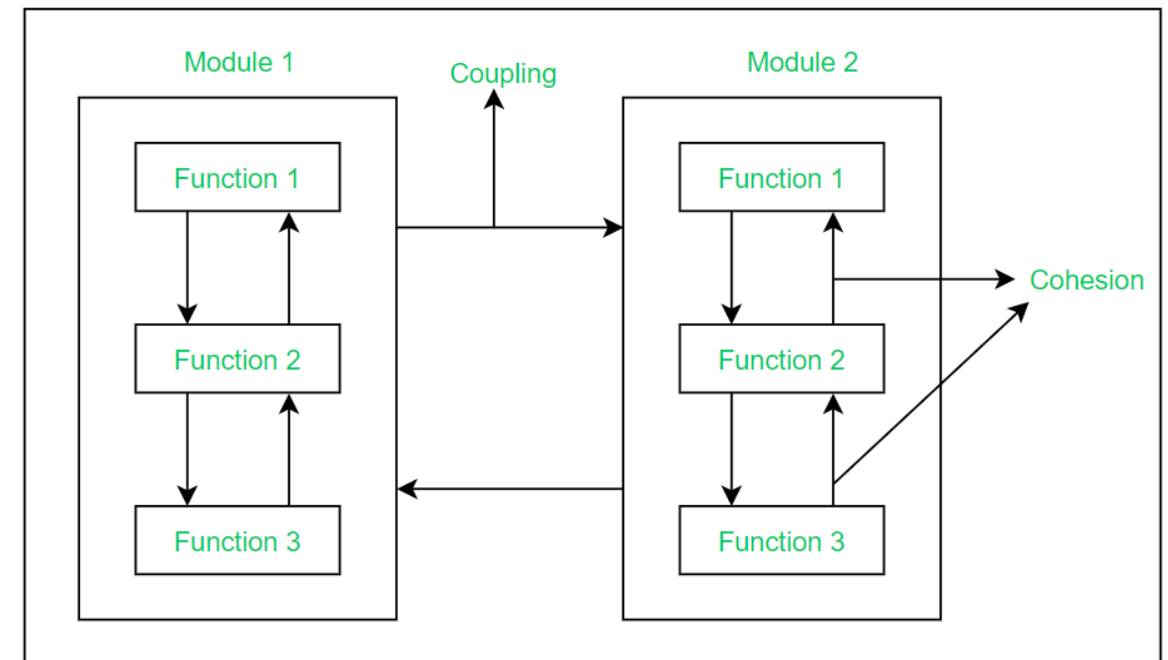 Module 1
Coupling
Module 2
Function 1
Function 1
Cohesion
Function 2
Function 2
Function 3
Function 3